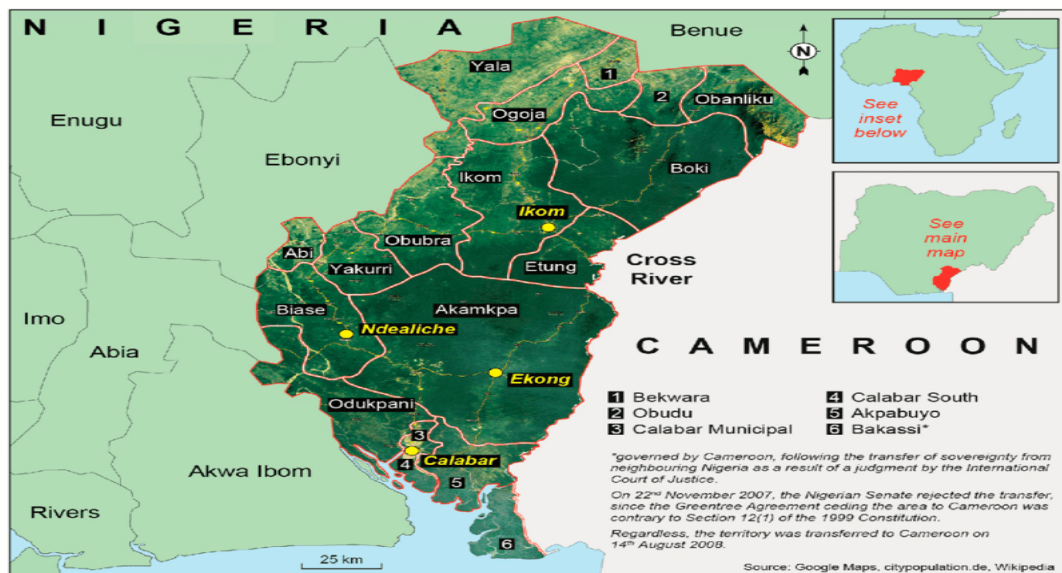 N I G E R I A
Benue
Yala
1
N
2
Obanliku
Ogoja
Enugu
See
inset
below
Ebonyi
Boki
Ikom
Ikom
See
main
map
Obubra
Abi
Etung
Cross
River
Yakurri
Biase
Akamkpa
Imo
Ndealiche
Abia
C A M E R O O N
Ekong
Odukpani
1 Bekwara
2 Obudu
3 Calabar Municipal
4 Calabar South
5 Akpabuyo
6 Bakassi*
3
4
Calabar
5
Akwa Ibom
*governed by Cameroon, following the transfer of sovereignty from
neighbouring Nigeria as a result of a judgment by the International
Court of Justice.
On 22nd November 2007, the Nigerian Senate rejected the transfer,
since the Greentree Agreement ceding the area to Cameroon was
contrary to Section 12(1) of the 1999 Constitution.
Regardless, the territory was transferred to Cameroon on
14th August 2008.
Rivers
6
25 km
Source: Google Maps, citypopulation.de, Wikipedia